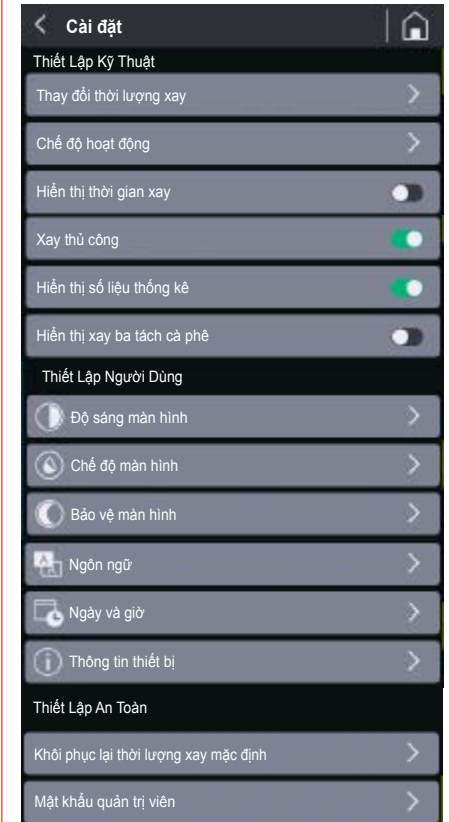 Cài đặt
Thiết Lập Kỹ Thuật
Thay đổi thời lượng xay
Chế độ hoạt động
Hiển thị thời gian xay
Xay thủ công
Hiển thị số liệu thống kê
Hiển thị xay ba tách cà phê
Thiết Lập Người Dùng
Độ sáng màn hình
Chế độ màn hình
Bảo vệ màn hình
Ngôn ngữ
Ngày và giờ
Thông tin thiết bị
Thiết Lập An Toàn
Khôi phục lại thời lượng xay mặc định
Mật khẩu quản trị viên